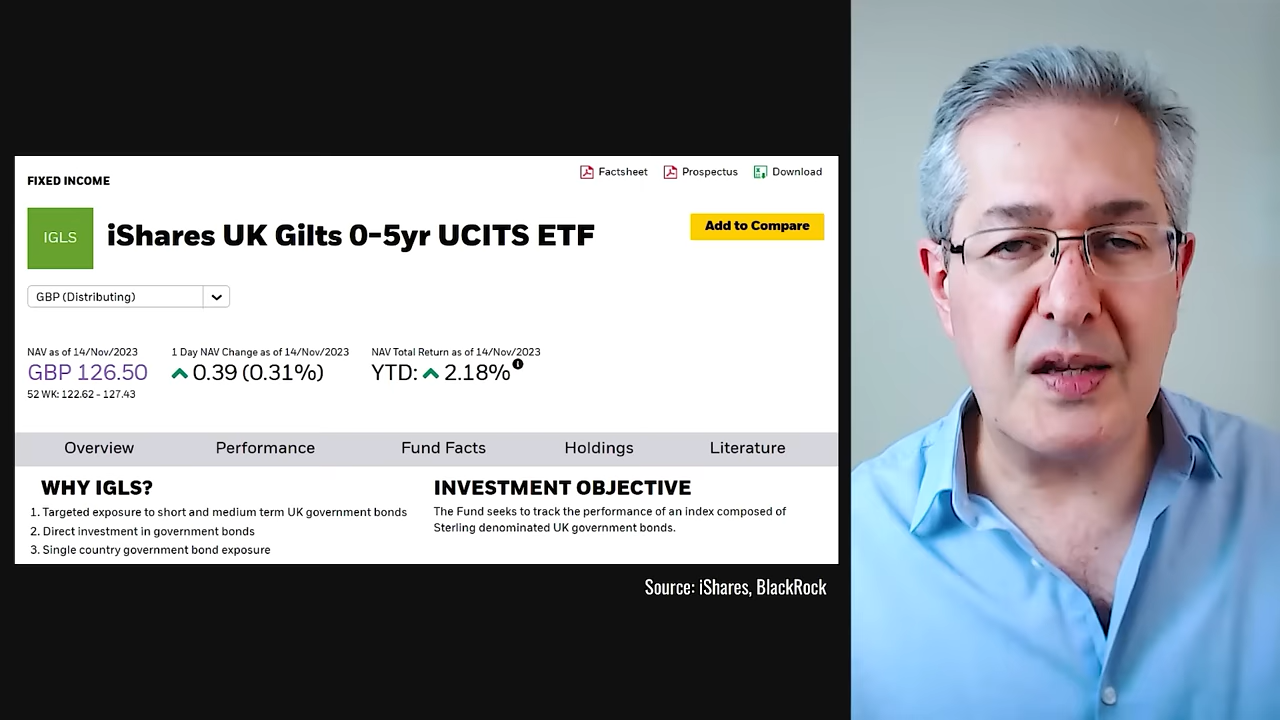 FIXED INCOME
Factsheet
Prospectus
Download
IGLS
iShares UK Gilts 0-5yr UCITS ETF
Add to Compare
GBP (Distributing)
NAV as of 14/Nov/2023
GBP 126.50
52 WK: 122.62 - 127.43
1 Day NAV Change as of 14/Nov/2023
0.39 (0.31%)
NAV Total Return as of 14/Nov/2023
YTD: 2.18%
Overview
Performance
Fund Facts
Holdings
Literature
WHY IGLS?
1. Targeted exposure to short and medium term UK government bonds
2. Direct investment in government bonds
3. Single country government bond exposure
INVESTMENT OBJECTIVE
The Fund seeks to track the performance of an index composed of
Sterling denominated UK government bonds.
Source: iShares, BlackRock